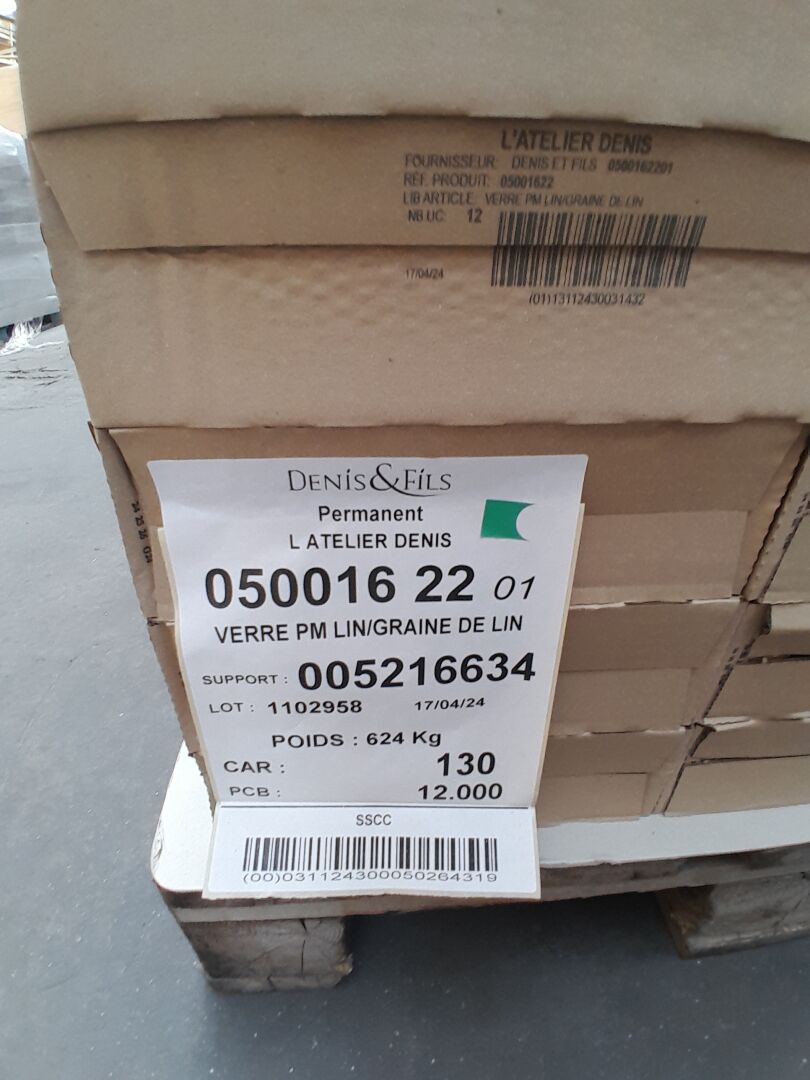 L'ATELIER DENIS
FOURNISSEUR: DENIS ET FILS 0500162201
REF. PRODUIT: 05001622
LIB ARTICLE: VERRE PM LIN/GRAINE DE LIN
NB UC: 12
17/04/24
(01)13112430031432
DENIS&FILS
Permanent
L ATELIER DENIS
050016 22 01
VERRE PM LIN/GRAINE DE LIN
SUPPORT : 005216634
LOT : 1102958 17/04/24
POIDS : 624 Kg
CAR : 130
PCB : 12.000
SSCC
(00)031124300050264319